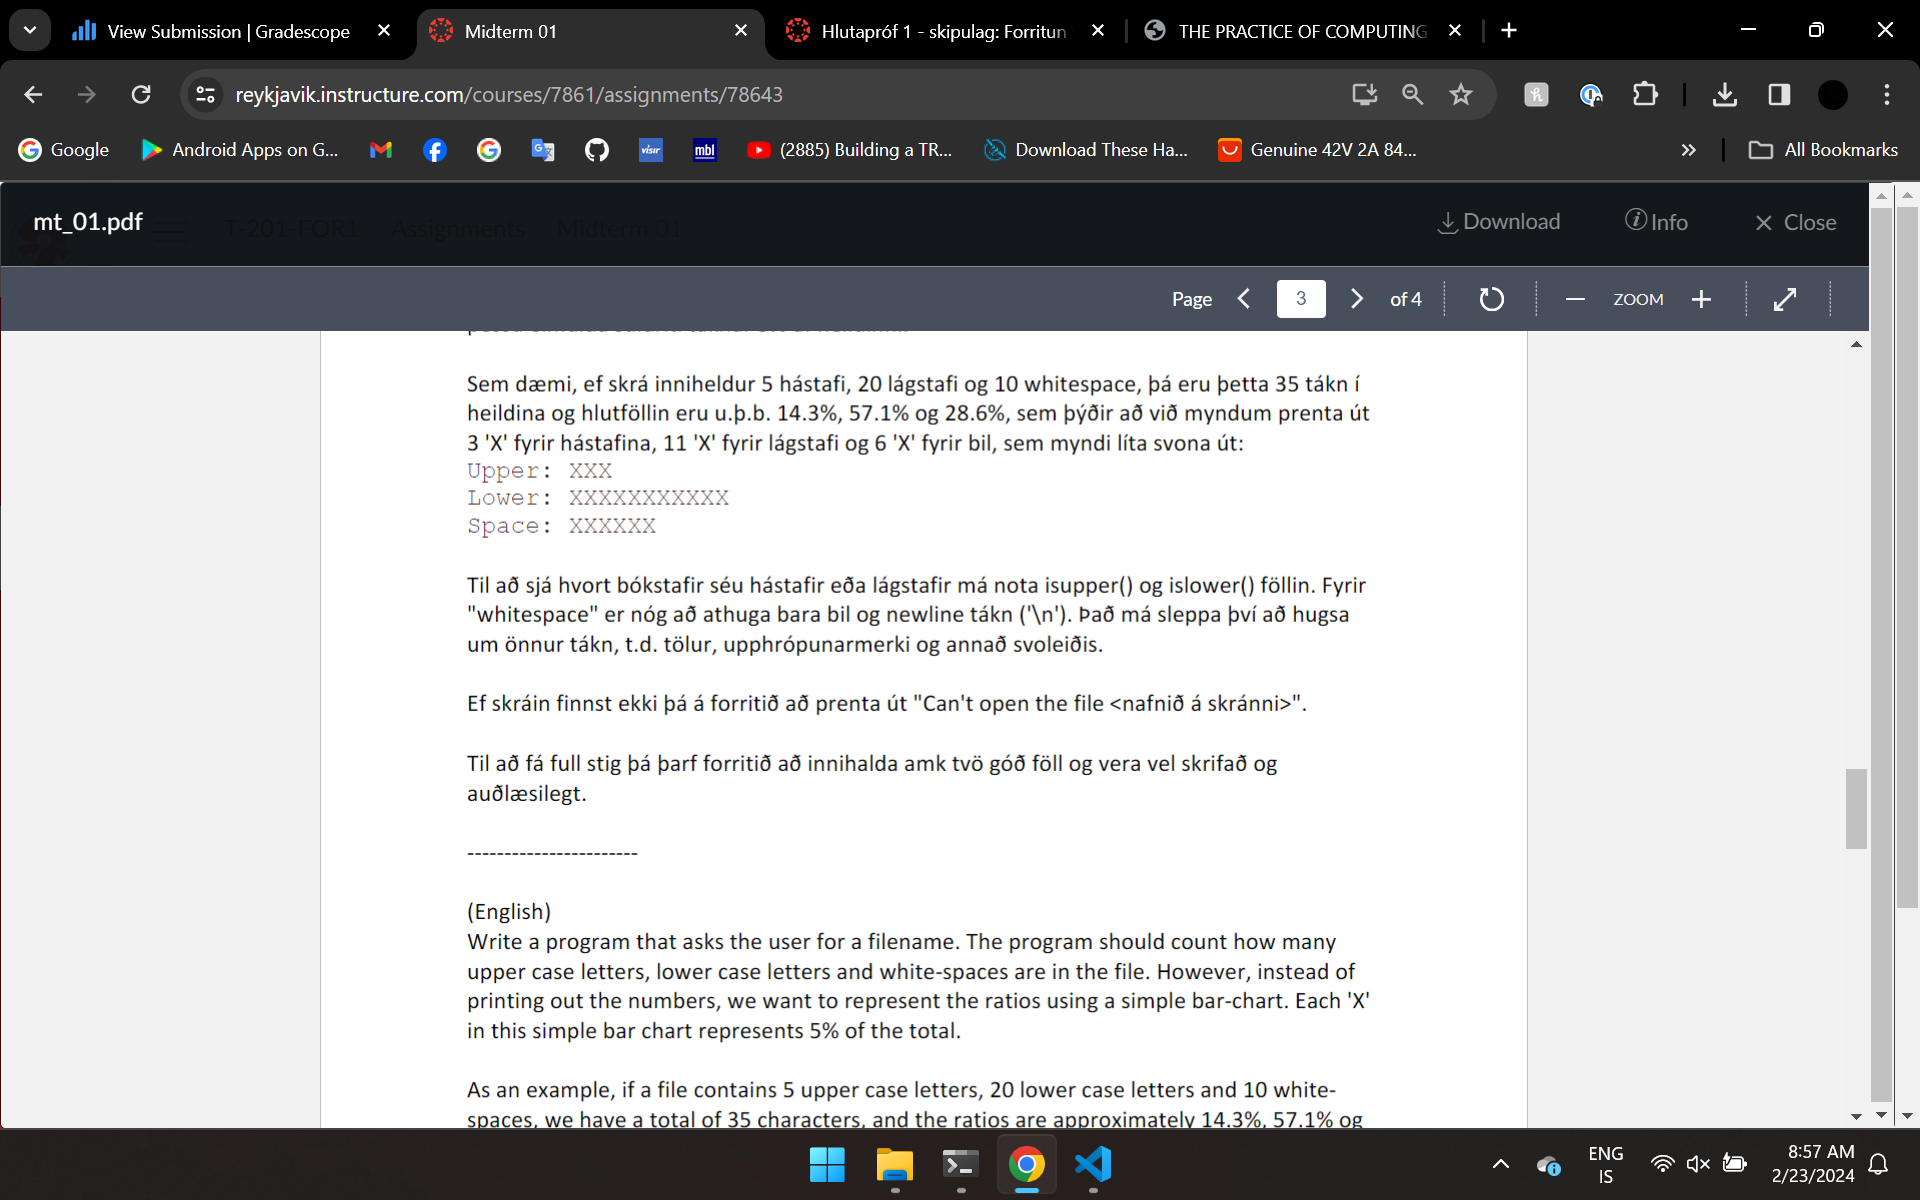 View Submission | Gradescope
Midterm 01
Hlutapróf 1 - skipulag: Forritun
THE PRACTICE OF COMPUTING
reykjavik.instructure.com/courses/7861/assignments/78643
Google
Android Apps on G...
vísir
mbl
(2885) Building a TR...
Download These Ha...
Genuine 42V 2A 84...
All Bookmarks
mt_01.pdf
T-201-FOR1
Assignments
Midterm 01
Download
Info
Close
Page
3
of 4
ZOOM
Sem dæmi, ef skrá inniheldur 5 hástafi, 20 lágstafi og 10 whitespace, þá eru þetta 35 tákn í
heildina og hlutföllin eru u.þ.b. 14.3%, 57.1% og 28.6%, sem þýðir að við myndum prenta út
3 'X' fyrir hástafina, 11 'X' fyrir lágstafi og 6 'X' fyrir bil, sem myndi líta svona út:
Upper: XXX
Lower: XXXXXXXXXXX
Space: XXXXXX
Til að sjá hvort bókstafir séu hástafir eða lágstafir má nota isupper() og islower() föllin. Fyrir
"whitespace" er nóg að athuga bara bil og newline tákn ('\n'). Það má sleppa því að hugsa
um önnur tákn, t.d. tölur, upphrópunarmerki og annað svoleiðis.
Ef skráin finnst ekki þá á forritið að prenta út "Can't open the file <nafnið á skránni>".
Til að fá full stig þá þarf forritið að innihalda amk tvö góð föll og vera vel skrifað og
auðlæsilegt.
-----------------------
(English)
Write a program that asks the user for a filename. The program should count how many
upper case letters, lower case letters and white-spaces are in the file. However, instead of
printing out the numbers, we want to represent the ratios using a simple bar-chart. Each 'X'
in this simple bar chart represents 5% of the total.
As an example, if a file contains 5 upper case letters, 20 lower case letters and 10 white-
spaces, we have a total of 35 characters, and the ratios are approximately 14.3%, 57.1% og
ENG
IS
8:57 AM
2/23/2024